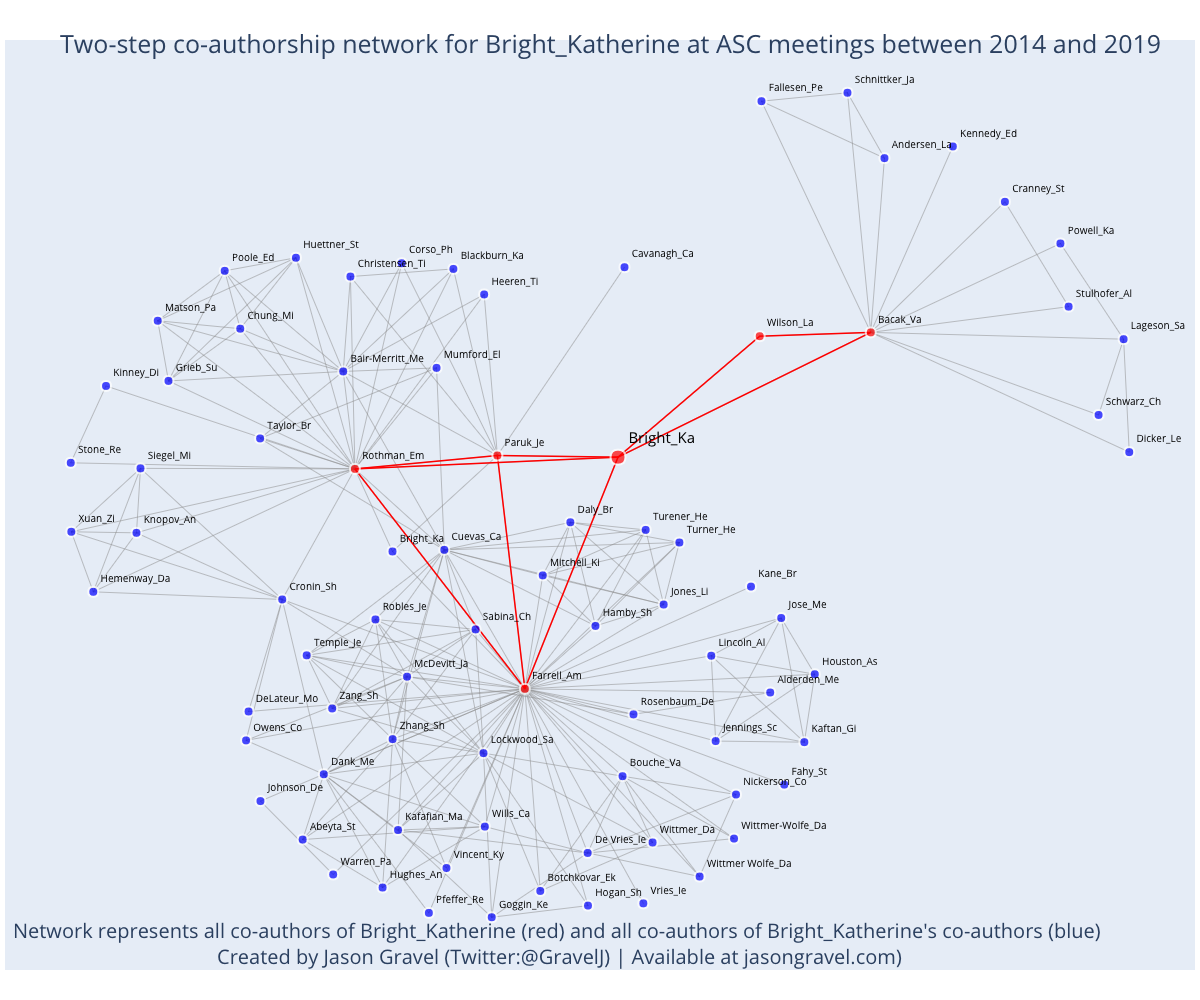 Two-step co-authorship network for Bright_Katherine at ASC meetings between 2014 and 2019
Fallesen_Pe
Schnittker_Ja
Kennedy_Ed
Andersen_La
Cranney_St
Powell_Ka
Huettner_St
Corso_Ph
Poole_Ed
Christensen_Ti
Blackburn_Ka
Cavanagh_Ca
Heeren_Ti
Stulhofer_Al
Matson_Pa
Chung_Mi
Wilson_La
Bacak_Va
Lageson_Sa
Bair-Merritt_Me
Mumford_El
Kinney_Di
Grieb_Su
Schwarz_Ch
Taylor_Br
Bright_Ka
Dicker_Le
Paruk_Je
Stone_Re
Siegel_Mi
Rothman_Em
Xuan_Zi
Knopov_An
Daly_Br
Turener_He
Turner_He
Bright_Ka
Cuevas_Ca
Mitchell_Ki
Kane_Br
Hemenway_Da
Cronin_Sh
Jones_Li
Robles_Je
Sabina_Ch
Hamby_Sh
Jose_Me
Temple_Je
Lincoln_Al
McDevitt_Ja
Farrell_Am
Houston_As
Alderden_Me
DeLateur_Mo
Zang_Sh
Rosenbaum_De
Owens_Co
Zhang_Sh
Jennings_Sc
Kaftan_Gi
Lockwood_Sa
Dank_Me
Bouche_Va
Fahy_St
Nickerson_Co
Johnson_De
Abeyta_St
Kafafian_Ma
Wills_Ca
De Vries_Ie
Wittmer_Da
Wittmer-Wolfe_Da
Warren_Pa
Vincent_Ky
Wittmer Wolfe_Da
Hughes_An
Botchkovar_Ek
Hogan_Sh
Vries_Ie
Pfeffer_Re
Goggin_Ke
Network represents all co-authors of Bright_Katherine (red) and all co-authors of Bright_Katherine's co-authors (blue)
Created by Jason Gravel (Twitter:@GravelJ) | Available at jasongravel.com)